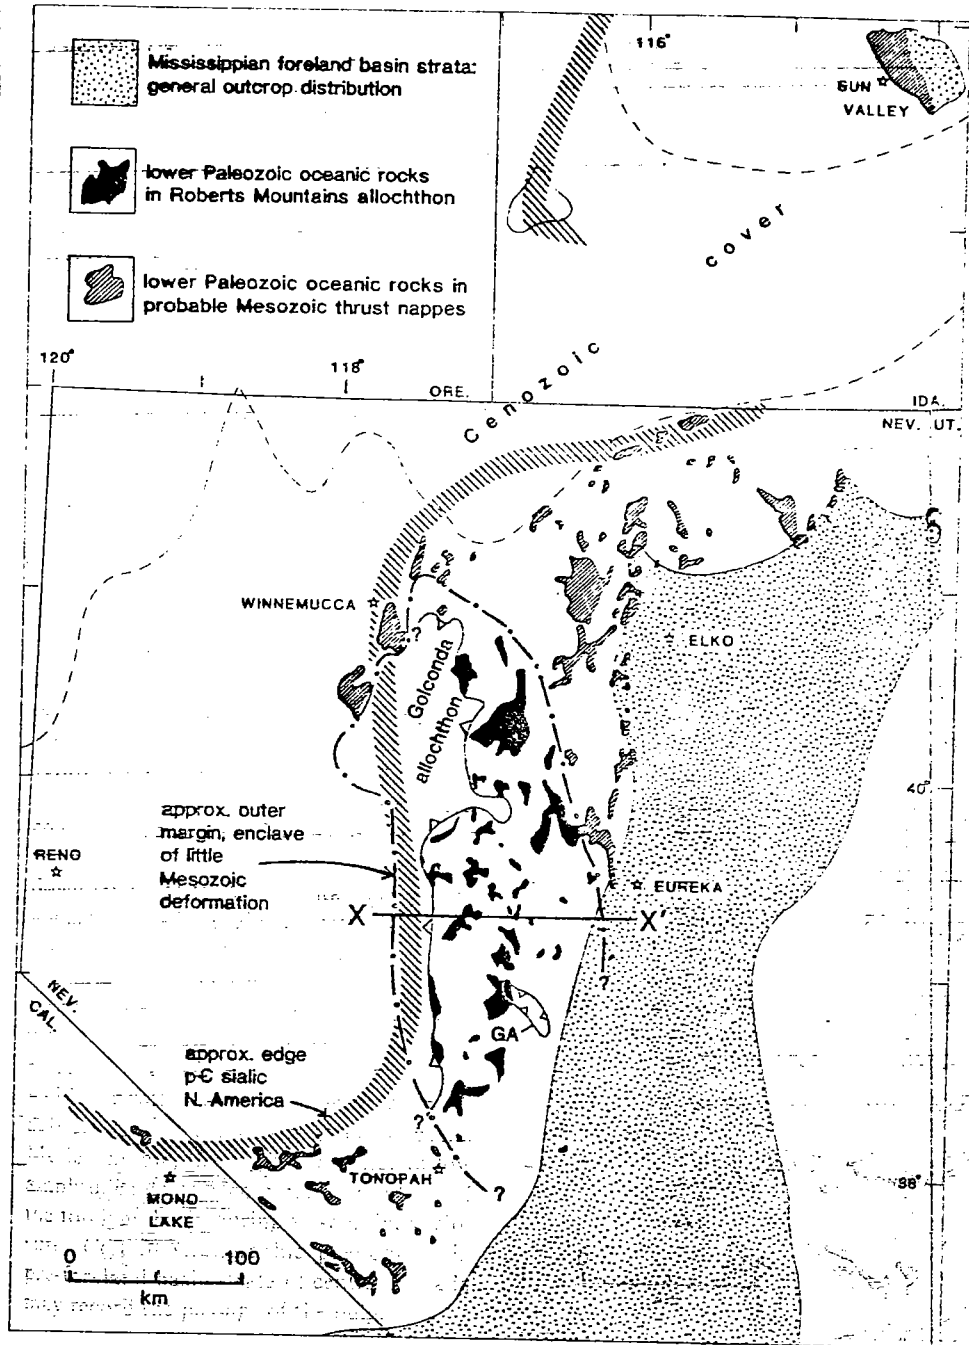 Mississippian foreland basin strata:
general outcrop distribution
lower Paleozoic oceanic rocks
in Roberts Mountains allochthon
lower Paleozoic oceanic rocks in
probable Mesozoic thrust nappes
116°
SUN
VALLEY
cover
Cenozoic
120°
118°
ORE.
IDA.
NEV. UT.
WINNEMUCCA
?
ELKO
Golconda
allochthon
40°
approx. outer
margin, enclave
of little
Mesozoic
deformation
RENO
EUREKA
X
X'
?
GA
NEV.
CAL.
approx. edge
p-Є sialic
N. America
?
TONOPAH
?
38°
MONO
LAKE
0 100
km